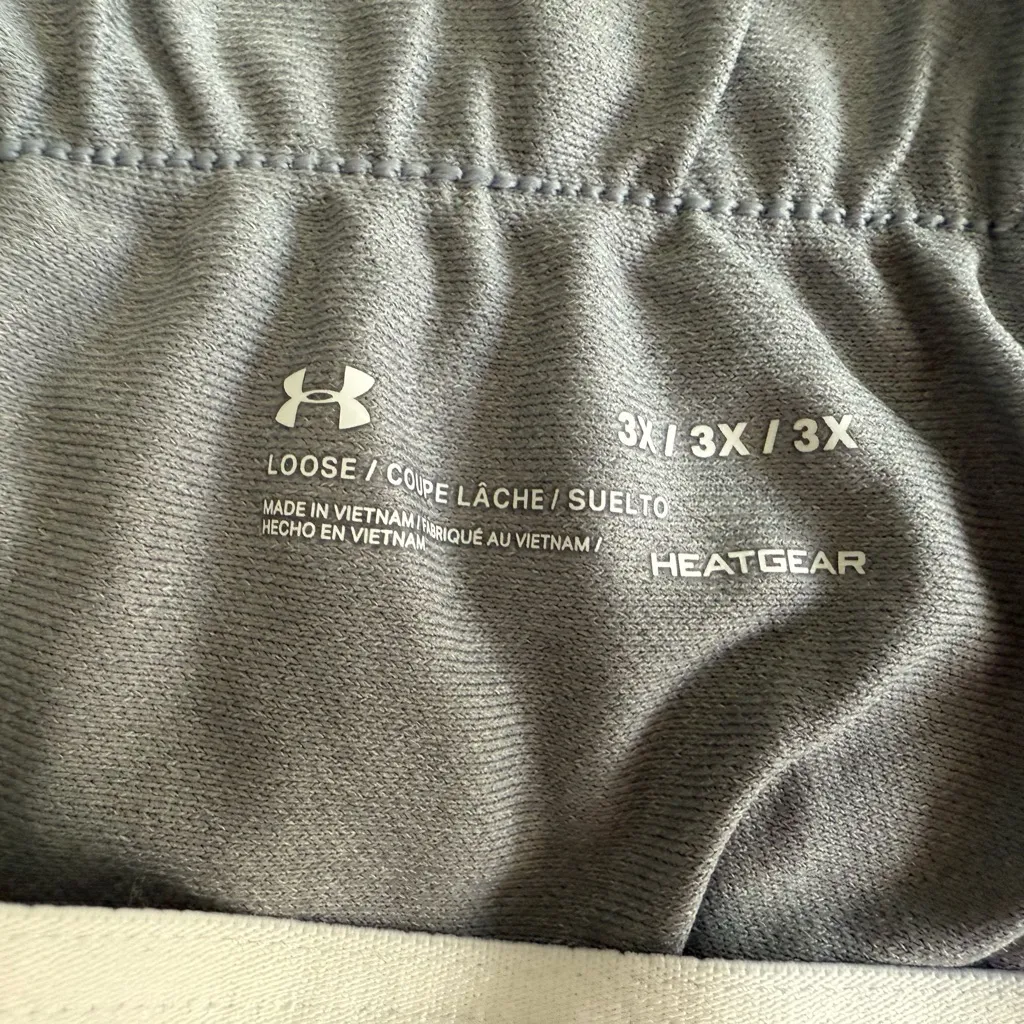 3X / 3X / 3X
LOOSE / COUPE LÂCHE / SUELTO
MADE IN VIETNAM / FABRIQUÉ AU VIETNAM /
HECHO EN VIETNAM
HEATGEAR